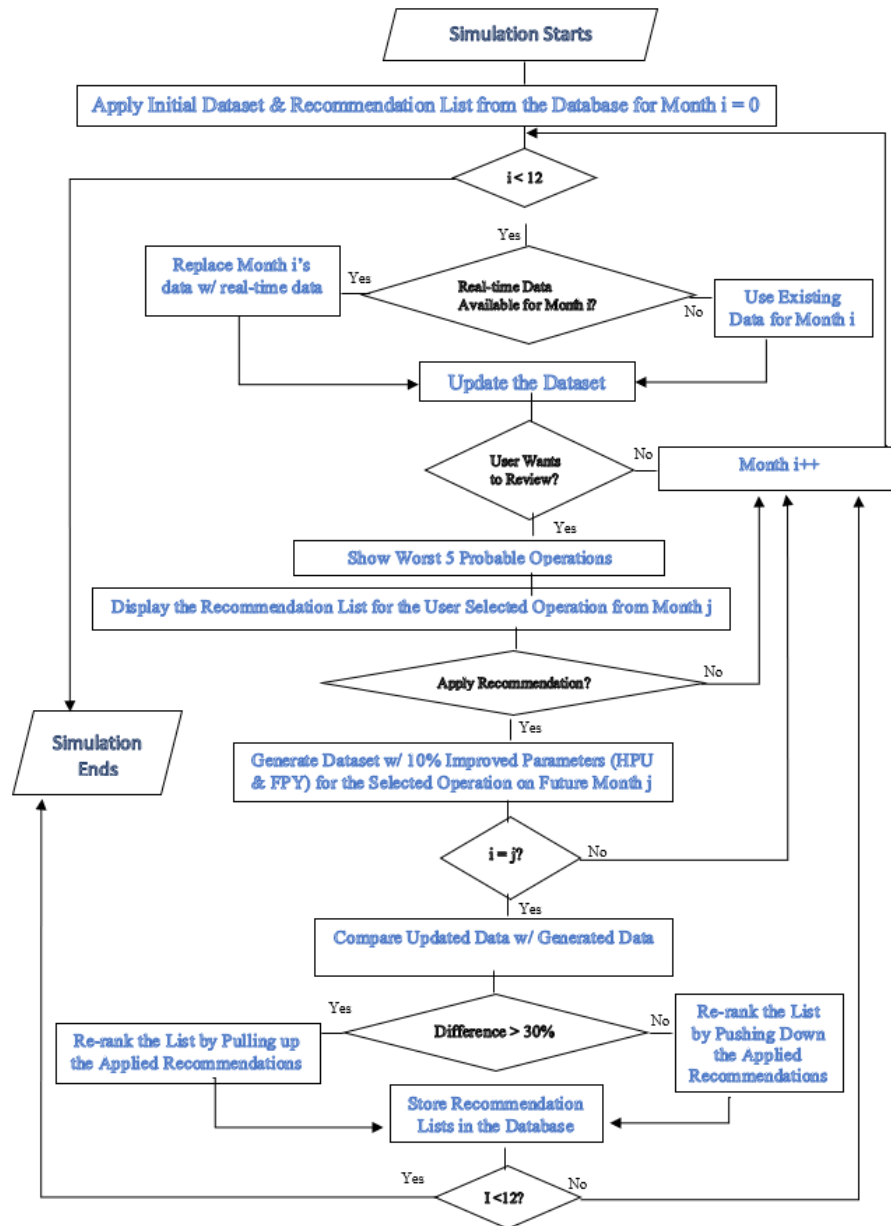 Simulation Starts
Apply Initial Dataset & Recommendation List from the Database for Month i = 0
i < 12
Yes
Replace Month i's
data w/ real-time data
Yes
Real-time Data
Available for Month i?
No
Use Existing
Data for Month i
Update the Dataset
User Wants
to Review?
No
Month i++
Yes
Show Worst 5 Probable Operations
Display the Recommendation List for the User Selected Operation from Month j
Apply Recommendation?
No
Yes
Simulation
Ends
Generate Dataset w/ 10% Improved Parameters (HPU
& FPY) for the Selected Operation on Future Month j
i = j?
No
Yes
Compare Updated Data w/ Generated Data
Yes
Difference > 30%
No
Re-rank the List by Pulling up
the Applied Recommendations
Re-rank the List
by Pushing Down
the Applied
Recommendations
Store Recommendation
Lists in the Database
Yes
I <12?
No